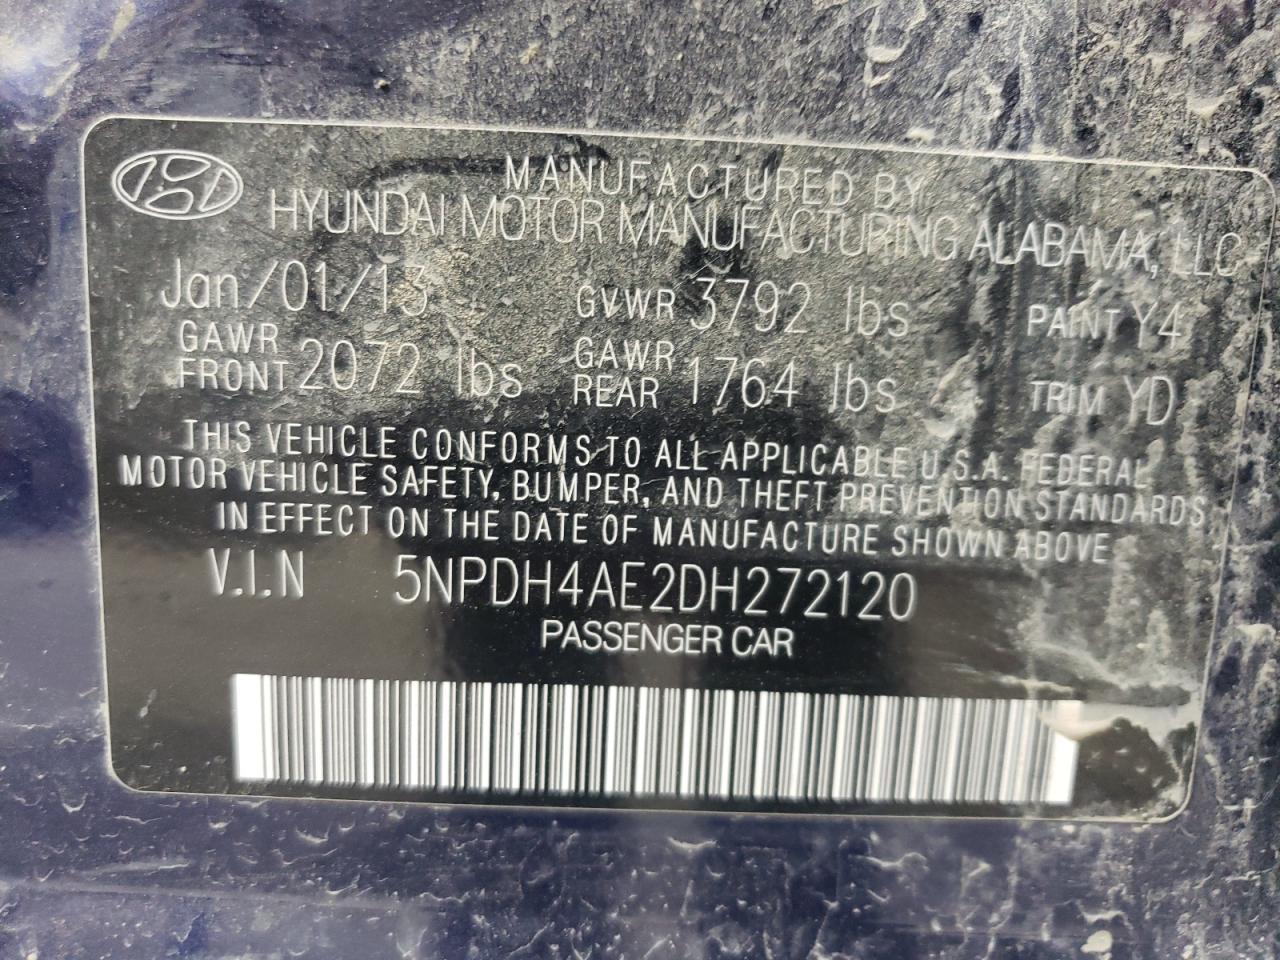 MANUFACTURED BY
HYUNDAI MOTOR MANUFACTURING ALABAMA, LLC
Jan/01/13 GVWR 3792 lbs PAINT Y4
GAWR FRONT 2072 lbs GAWR REAR 1764 lbs TRIM YD
THIS VEHICLE CONFORMS TO ALL APPLICABLE U.S.A. FEDERAL
MOTOR VEHICLE SAFETY, BUMPER, AND THEFT PREVENTION STANDARDS
IN EFFECT ON THE DATE OF MANUFACTURE SHOWN ABOVE
V.I.N 5NPDH4AE2DH272120
PASSENGER CAR